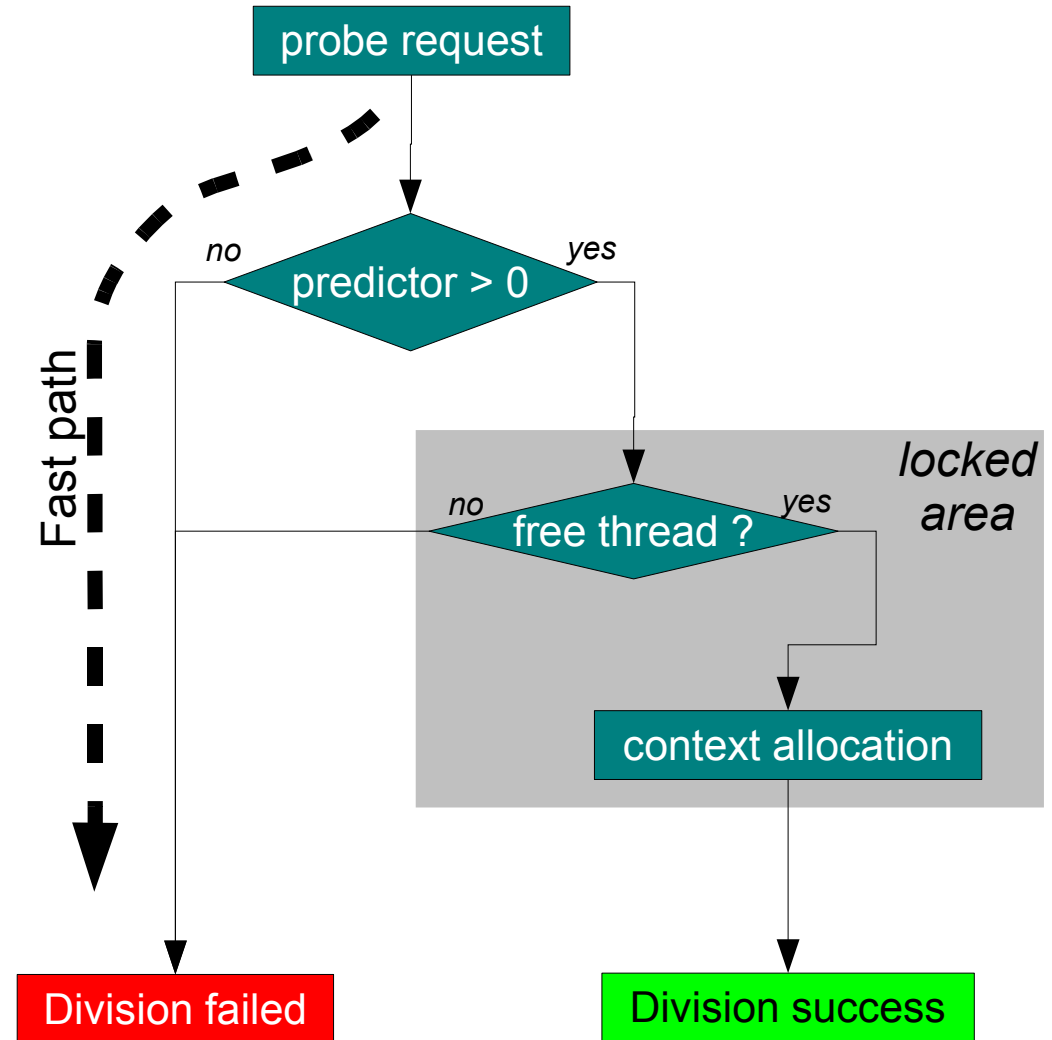 probe request
no
yes
predictor > 0
Fast path
locked
area
no
yes
free thread ?
context allocation
Division failed
Division success